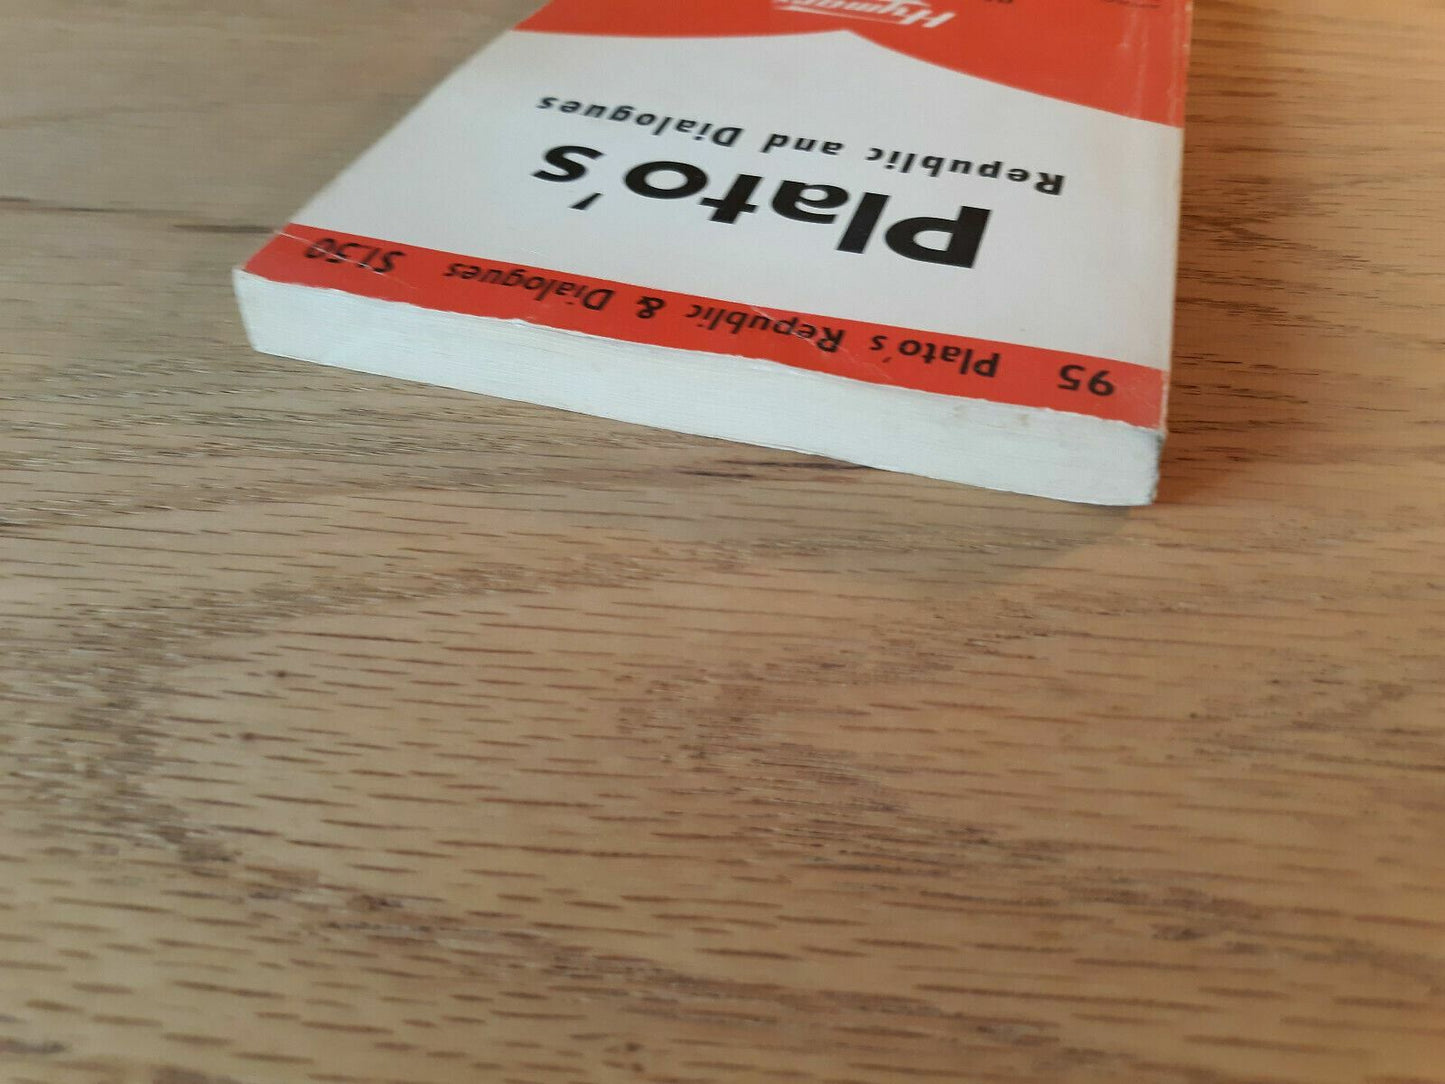 95 Plato's Republic & Dialogues $1.50
Plato's
Republic and Dialogues